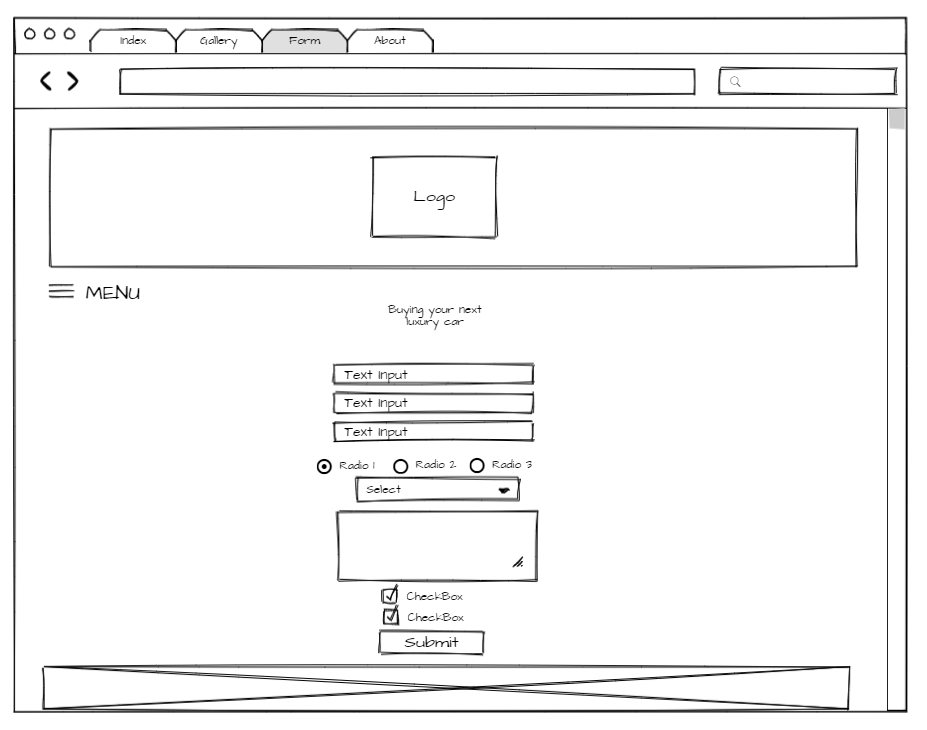 Index
Gallery
Form
About
Logo
MENU
Buying your next
luxury car
Text Input
Text Input
Text Input
Radio 1
Radio 2
Radio 3
Select
CheckBox
CheckBox
Submit